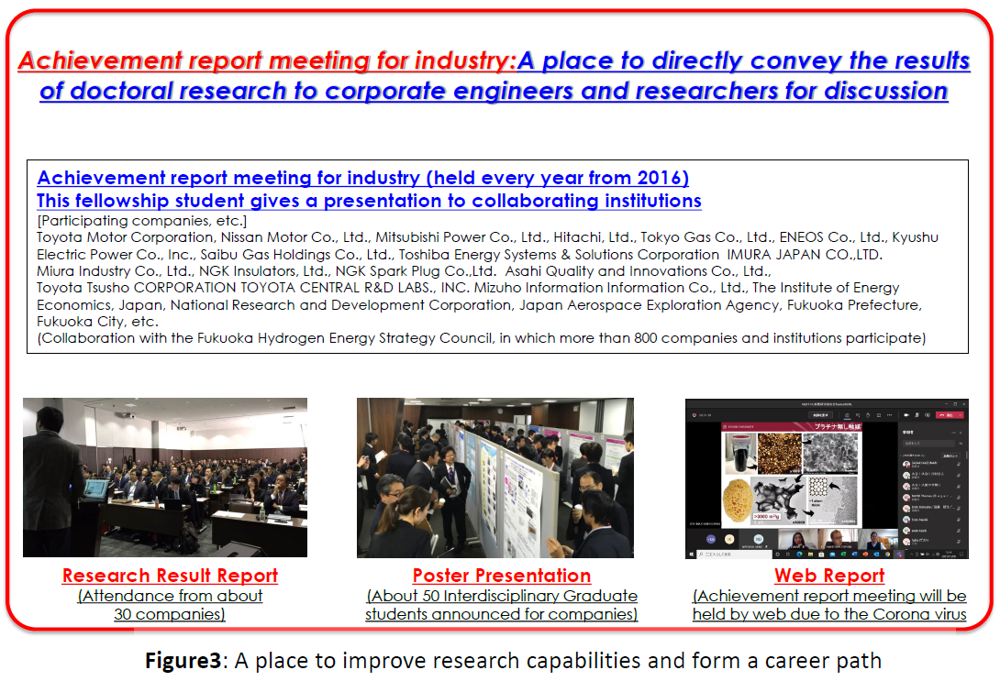 Achievement report meeting for industry:A place to directly convey the results
of doctoral research to corporate engineers and researchers for discussion
Achievement report meeting for industry (held every year from 2016)
This fellowship student gives a presentation to collaborating institutions
[Participating companies, etc.]
Toyota Motor Corporation, Nissan Motor Co., Ltd., Mitsubishi Power Co., Ltd., Hitachi, Ltd., Tokyo Gas Co., Ltd., ENEOS Co., Ltd., Kyushu
Electric Power Co., Inc., Saibu Gas Holdings Co., Ltd., Toshiba Energy Systems & Solutions Corporation IMURA JAPAN CO.,LTD.
Miura Industry Co., Ltd., NGK Insulators, Ltd., NGK Spark Plug Co.,Ltd. Asahi Quality and Innovations Co., Ltd.,
Toyota Tsusho CORPORATION TOYOTA CENTRAL R&D LABS., INC. Mizuho Information Information Co., Ltd., The Institute of Energy
Economics, Japan, National Research and Development Corporation, Japan Aerospace Exploration Agency, Fukuoka Prefecture,
Fukuoka City, etc.
(Collaboration with the Fukuoka Hydrogen Energy Strategy Council, in which more than 800 companies and institutions participate)
プラチナ無し触媒
>3000 m²/g
Research Result Report
(Attendance from about
30 companies)
Poster Presentation
(About 50 Interdisciplinary Graduate
students announced for companies)
Web Report
(Achievement report meeting will be
held by web due to the Corona virus
Figure3: A place to improve research capabilities and form a career path